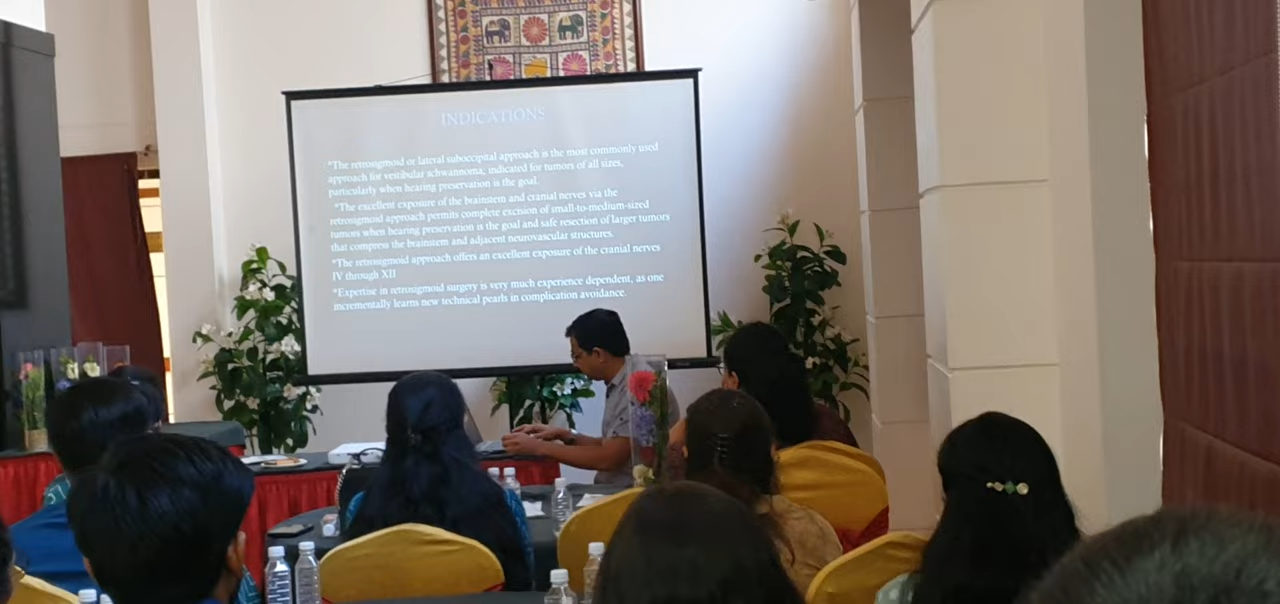 INDICATIONS
*The retrosigmoid or lateral suboccipital approach is the most commonly used
approach for vestibular schwannoma; indicated for tumors of all sizes,
particularly when hearing preservation is the goal.
*The excellent exposure of the brainstem and cranial nerves via the
retrosigmoid approach permits complete excision of small-to-medium-sized
tumors when hearing preservation is the goal and safe resection of larger tumors
that compress the brainstem and adjacent neurovascular structures.
*The retrosigmoid approach offers an excellent exposure of the cranial nerves
IV through XII
*Expertise in retrosigmoid surgery is very much experience dependent, as one
incrementally learns new technical pearls in complication avoidance.